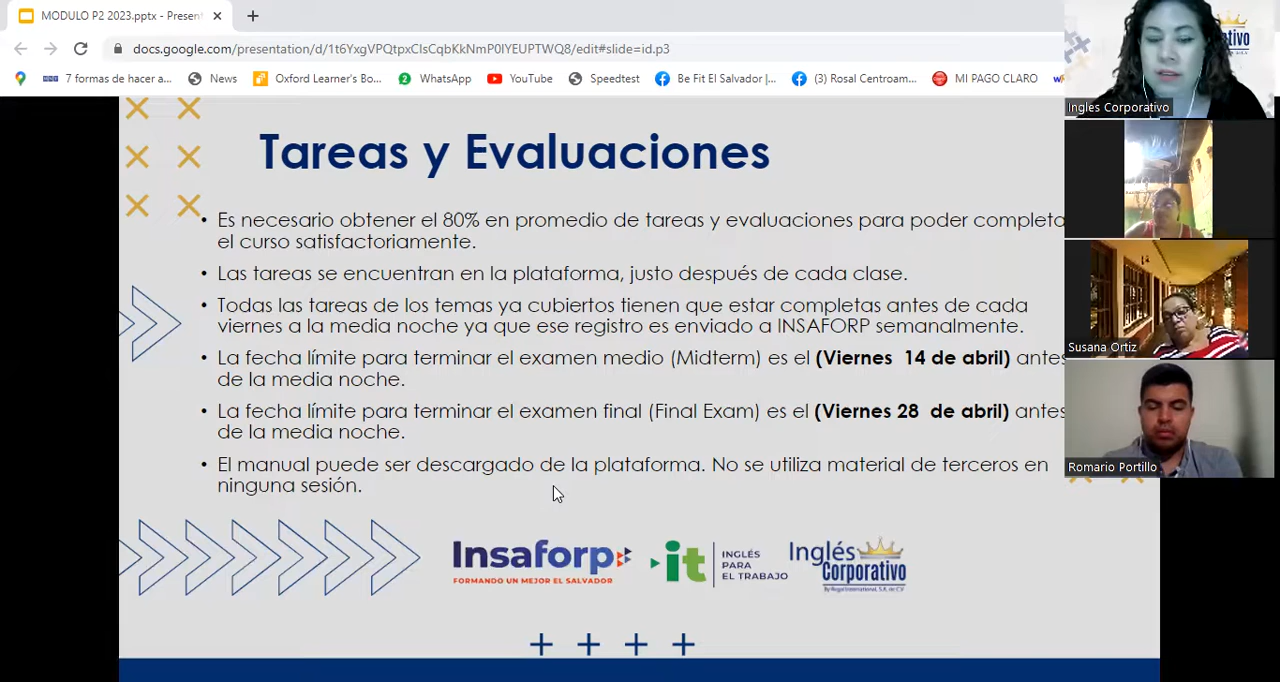 MODULO P2 2023.pptx - Presen
docs.google.com/presentation/d/1t6YxgVPQtpxCIsCqbKkNmP0lYEUPTWQ8/edit#slide=id.p3
7 formas de hacer a...
News
Oxford Learner's Bo...
WhatsApp
YouTube
Speedtest
Be Fit El Salvador |...
(3) Rosal Centroam...
MI PAGO CLARO
Tareas y Evaluaciones
• Es necesario obtener el 80% en promedio de tareas y evaluaciones para poder completa
el curso satisfactoriamente.
• Las tareas se encuentran en la plataforma, justo después de cada clase.
• Todas las tareas de los temas ya cubiertos tienen que estar completas antes de cada
viernes a la media noche ya que ese registro es enviado a INSAFORP semanalmente.
• La fecha límite para terminar el examen medio (Midterm) es el (Viernes 14 de abril) antes
de la media noche.
• La fecha límite para terminar el examen final (Final Exam) es el (Viernes 28 de abril) antes
de la media noche.
• El manual puede ser descargado de la plataforma. No se utiliza material de terceros en
ninguna sesión.
Insaforp
FORMANDO UN MEJOR EL SALVADOR
it
INGLÉS
PARA
EL TRABAJO
Inglés
Corporativo
By Regal International, S.A. de C.V.
Ingles Corporativo
Susana Ortiz
Romario Portillo